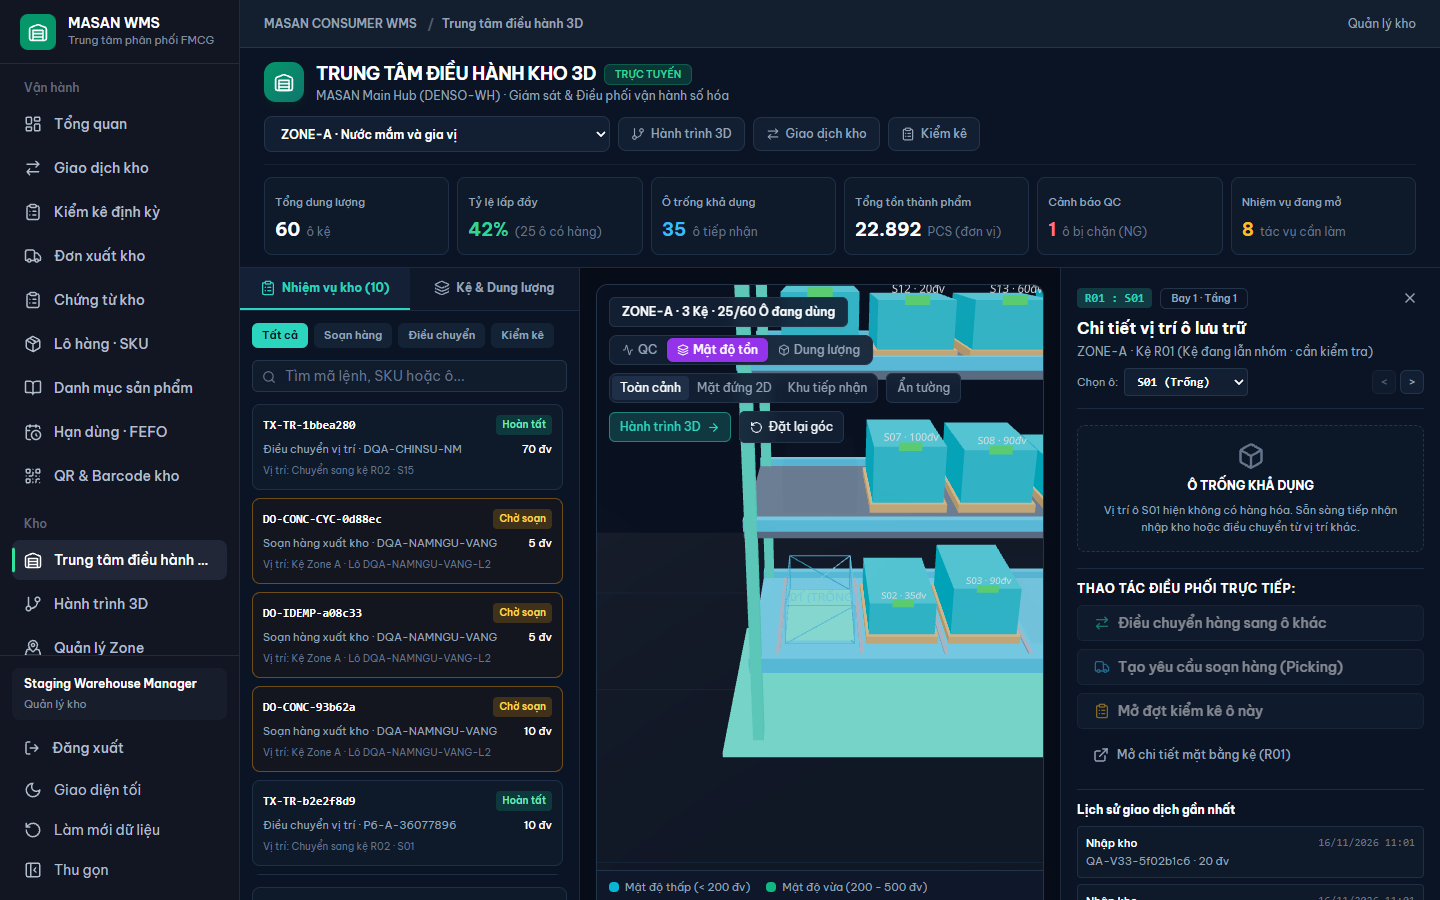 MASAN WMS
Trung tâm phân phối FMCG
Vận hành
Tổng quan
Giao dịch kho
Kiểm kê định kỳ
Đơn xuất kho
Chứng từ kho
Lô hàng · SKU
Danh mục sản phẩm
Hạn dùng · FEFO
QR & Barcode kho
Kho
Trung tâm điều hành ...
Hành trình 3D
Quản lý Zone
Staging Warehouse Manager
Quản lý kho
Đăng xuất
Giao diện tối
Làm mới dữ liệu
Thu gọn
MASAN CONSUMER WMS / Trung tâm điều hành 3D
Quản lý kho
TRUNG TÂM ĐIỀU HÀNH KHO 3D TRỰC TUYẾN
MASAN Main Hub (DENSO-WH) · Giám sát & Điều phối vận hành số hóa
ZONE-A · Nước mắm và gia vị
Hành trình 3D
Giao dịch kho
Kiểm kê
Tổng dung lượng
60 ô kệ
Tỷ lệ lấp đầy
42% (25 ô có hàng)
Ô trống khả dụng
35 ô tiếp nhận
Tổng tồn thành phẩm
22.892 PCS (đơn vị)
Cảnh báo QC
1 ô bị chặn (NG)
Nhiệm vụ đang mở
8 tác vụ cần làm
Nhiệm vụ kho (10)
Kệ & Dung lượng
Tất cả
Soạn hàng
Điều chuyển
Kiểm kê
Tìm mã lệnh, SKU hoặc ô...
TX-TR-1bbea280 Hoàn tất
Điều chuyển vị trí · DQA-CHINSU-NM 70 đv
Vị trí: Chuyển sang kệ R02 · S15
DO-CONC-CYC-0d88ec Chờ soạn
Soạn hàng xuất kho · DQA-NAMNGU-VANG 5 đv
Vị trí: Kệ Zone A · Lô DQA-NAMNGU-VANG-L2
DO-IDEMP-a08c33 Chờ soạn
Soạn hàng xuất kho · DQA-NAMNGU-VANG 5 đv
Vị trí: Kệ Zone A · Lô DQA-NAMNGU-VANG-L2
DO-CONC-93b62a Chờ soạn
Soạn hàng xuất kho · DQA-NAMNGU-VANG 10 đv
Vị trí: Kệ Zone A · Lô DQA-NAMNGU-VANG-L2
TX-TR-b2e2f8d9 Hoàn tất
Điều chuyển vị trí · P6-A-36077896 10 đv
Vị trí: Chuyển sang kệ R02 · S01
ZONE-A · 3 Kệ · 25/60 Ô đang dùng
QC
Mật độ tồn
Dung lượng
Toàn cảnh
Mặt đứng 2D
Khu tiếp nhận
Ẩn tường
Hành trình 3D →
Đặt lại góc
S12 · 20đv
S13 · 60đv
S07 · 100đv
S08 · 90đv
S02 · 35đv
S03 · 90đv
Mật độ thấp (< 200 đv)
Mật độ vừa (200 - 500 đv)
R01 : S01
Bay 1 · Tầng 1
Chi tiết vị trí ô lưu trữ
ZONE-A · Kệ R01 (Kệ đang lẫn nhóm · cần kiểm tra)
Chọn ô: S01 (Trống) < >
Ô TRỐNG KHẢ DỤNG
Vị trí ô S01 hiện không có hàng hóa. Sẵn sàng tiếp nhận
nhập kho hoặc điều chuyển từ vị trí khác.
THAO TÁC ĐIỀU PHỐI TRỰC TIẾP:
Điều chuyển hàng sang ô khác
Tạo yêu cầu soạn hàng (Picking)
Mở đợt kiểm kê ô này
Mở chi tiết mặt bằng kệ (R01)
Lịch sử giao dịch gần nhất
Nhập kho 16/11/2026 11:01
QA-V33-5f02b1c6 · 20 đv
Nhập kho 16/11/2026 11:01